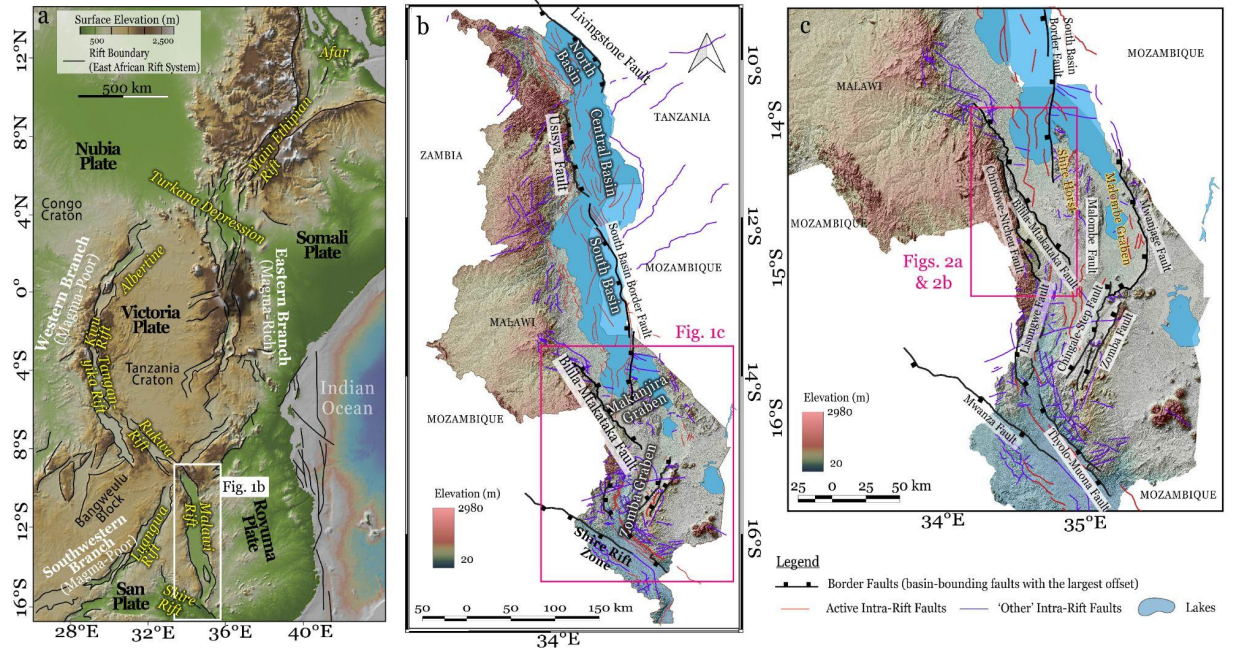 a
Surface Elevation (m)
500 2,500
Rift Boundary
(East African Rift System)
500 km
12°N
8°N
4°N
0°
4°S
8°S
12°S
16°S
28°E 32°E 36°E 40°E
Afar
Main Ethipian
Rift
Nubia
Plate
Turkana Depression
Congo
Craton
Somali
Plate
Western Branch
(Magma-Poor)
Albertine
Eastern Branch
(Magma-Rich)
Victoria
Plate
Kivu
Rift
Tangan-
yika Rift
Tanzania
Craton
Indian
Ocean
Rukwa
Rift
Fig. 1b
Bangweulu
Block
Malawi
Rift
Rovuma
Plate
Luangwa
Rift
Southwestern
Branch
(Magma-Poor)
San
Plate
Shire
Rift
b
Livingstone Fault
North
Basin
10°S
TANZANIA
Usisya Fault
Central Basin
ZAMBIA
12°S
South Basin
South Basin Border Fault
MOZAMBIQUE
MALAWI
Fig. 1c
14°S
Bilila-Mtakataka Fault
Makanjira
Graben
MOZAMBIQUE
Zomba Graben
Elevation (m)
2980
20
16°S
Shire Rift
Zone
50 0 50 100 150 km
34°E
c
South Basin
Border Fault
MOZAMBIQUE
MALAWI
14°S
Chirobwe-Ncheu Fault
Bilila-Mtakataka Fault
Shire Horst
Malombe Fault
Malombe Graben
Mwanjage Fault
MOZAMBIQUE
Figs. 2a
& 2b
15°S
Lisungwe Fault
Chingale-Step Fault
Zomba Fault
Elevation (m)
2980
20
16°S
Mwanza Fault
Thyolo-Muona Fault
MOZAMBIQUE
25 0 25 50 km
34°E 35°E
Legend
Border Faults (basin-bounding faults with the largest offset)
Active Intra-Rift Faults
'Other' Intra-Rift Faults
Lakes